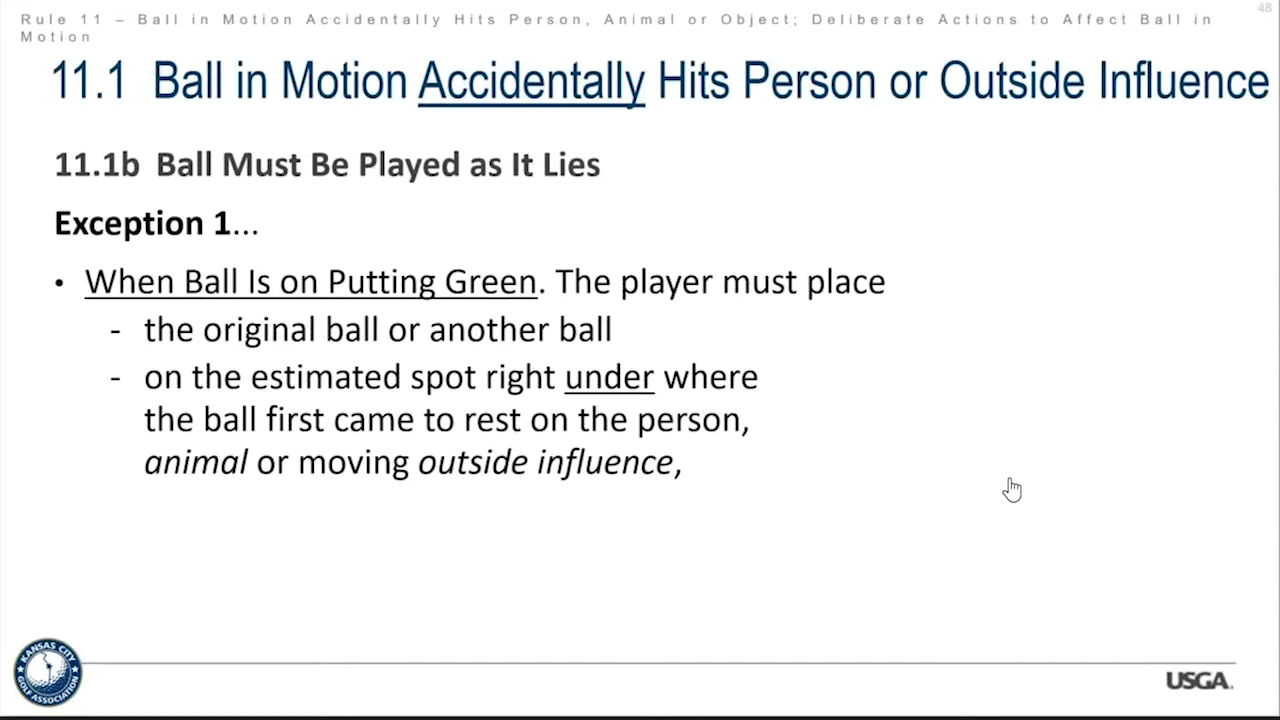 Rule 11 – Ball in Motion Accidentally Hits Person, Animal or Object; Deliberate Actions to Affect Ball in
Motion
48
11.1 Ball in Motion Accidentally Hits Person or Outside Influence
11.1b Ball Must Be Played as It Lies
Exception 1...
• When Ball Is on Putting Green. The player must place
- the original ball or another ball
- on the estimated spot right under where
the ball first came to rest on the person,
animal or moving outside influence,
KANSAS CITY
GOLF ASSOCIATION
USGA.